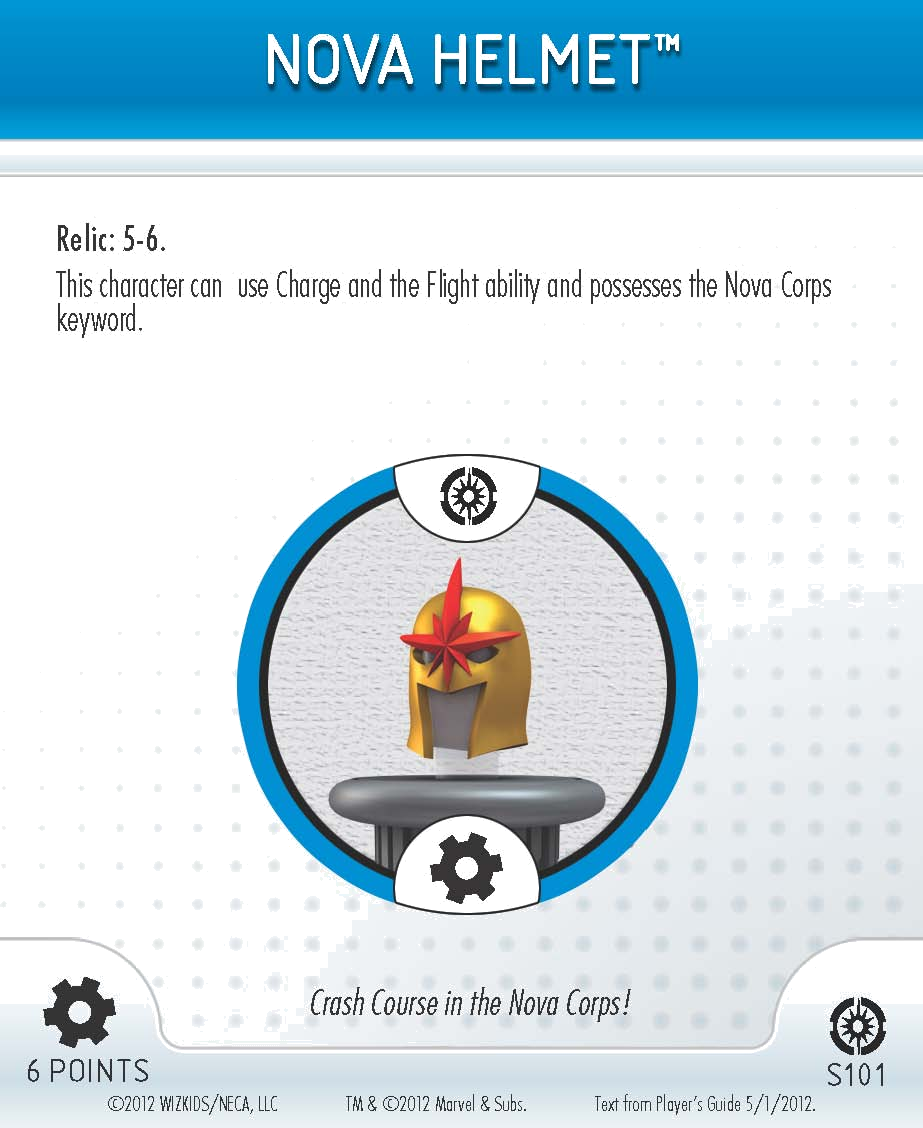 NOVA HELMET™
Relic: 5-6.
This character can  use Charge and the Flight ability and possesses the Nova Corps
keyword.
Crash Course in the Nova Corps!
6 POINTS
S101
©2012 WIZKIDS/NECA, LLC TM & ©2012 Marvel & Subs. Text from Player's Guide 5/1/2012.